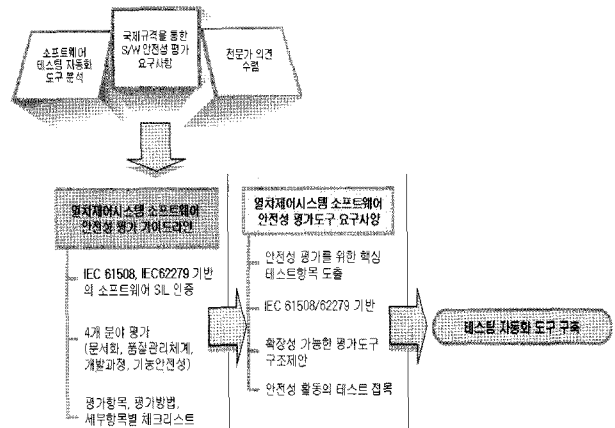 소프트웨어
테스팅 자동화
도구 분석
국제규격을 통한
S/W 안전성 평가
요구사항
전문가 의견
수렴
열차제어시스템 소프트웨어
안전성 평가 가이드라인
IEC 61508, IEC62279 기반
의 소프트웨어 SIL 인증
4개 분야 평가
(문서화, 품질관리체계,
개발과정, 기능안전성)
평가항목, 평가방법,
세부항목별 체크리스트
열차제어시스템 소프트웨어
안전성 평가도구 요구사양
안전성 평가를 위한 핵심
테스트항목 도출
IEC 61508/62279 기반
확장성 가능한 평가도구
구조제안
안전성 활동의 테스트 접목
테스팅 자동화 도구 구축